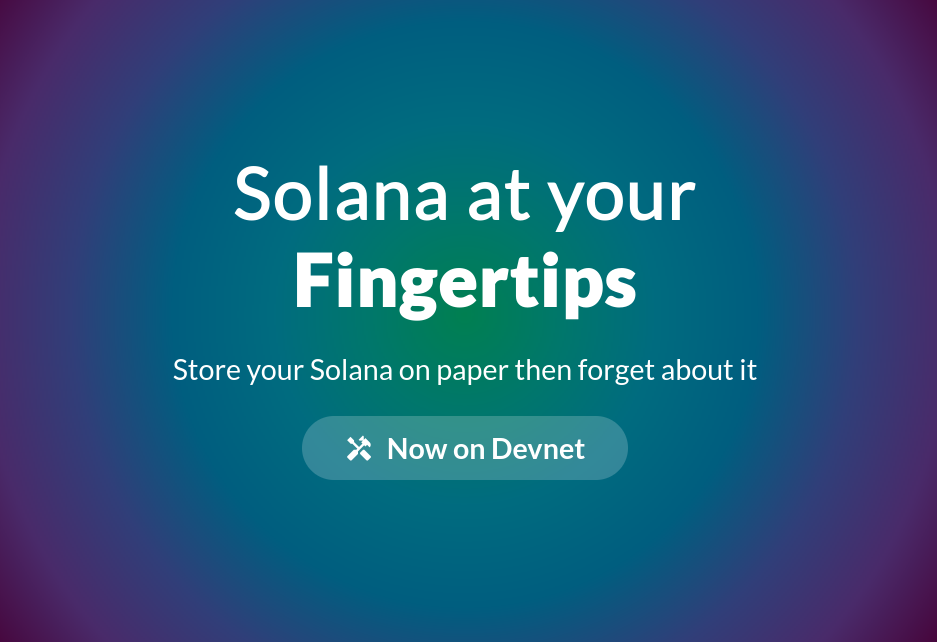 Solana at your
Fingertips
Store your Solana on paper then forget about it
Now on Devnet